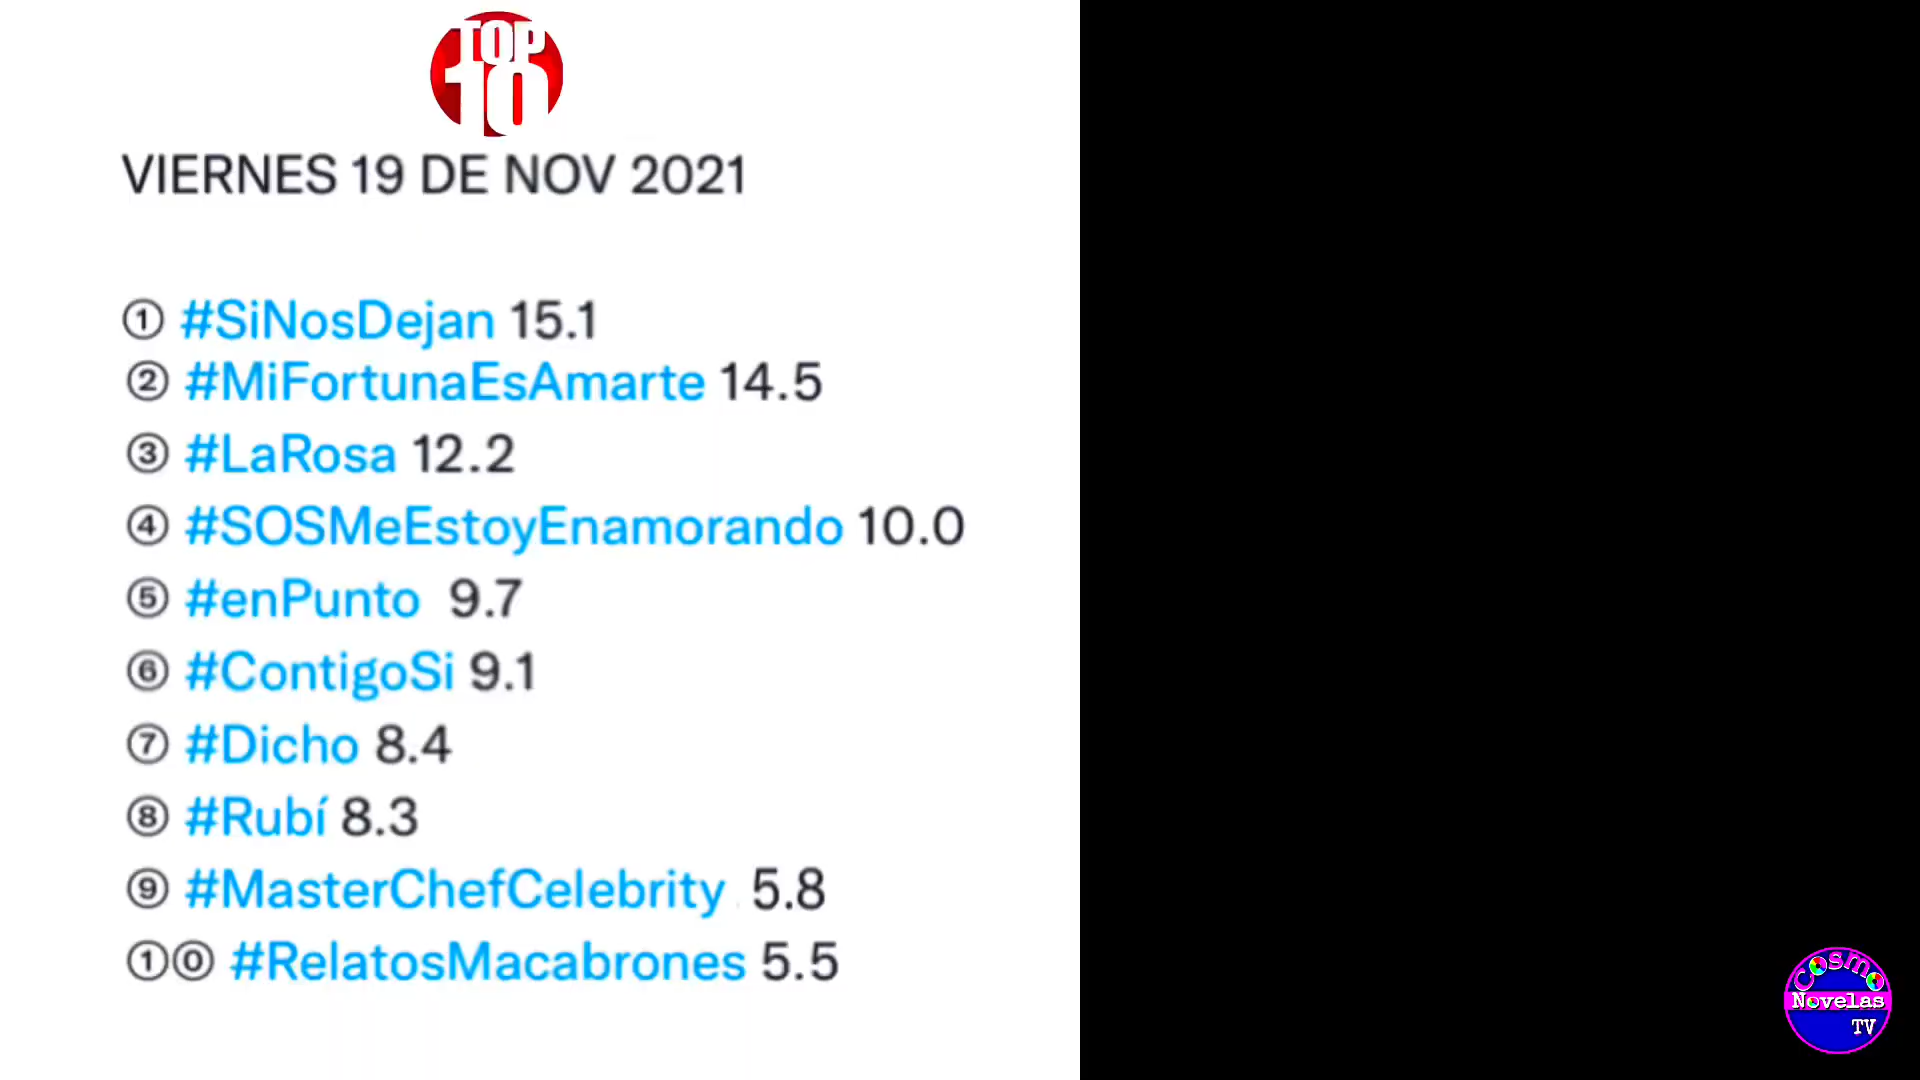 TOP
10
VIERNES 19 DE NOV 2021
① #SiNosDejan 15.1
② #MiFortunaEsAmarte 14.5
③ #LaRosa 12.2
④ #SOSMeEstoyEnamorando 10.0
⑤ #enPunto 9.7
⑥ #ContigoSi 9.1
⑦ #Dicho 8.4
⑧ #Rubí 8.3
⑨ #MasterChefCelebrity 5.8
①⓪ #RelatosMacabrones 5.5
Cosmo
Novelas
TV